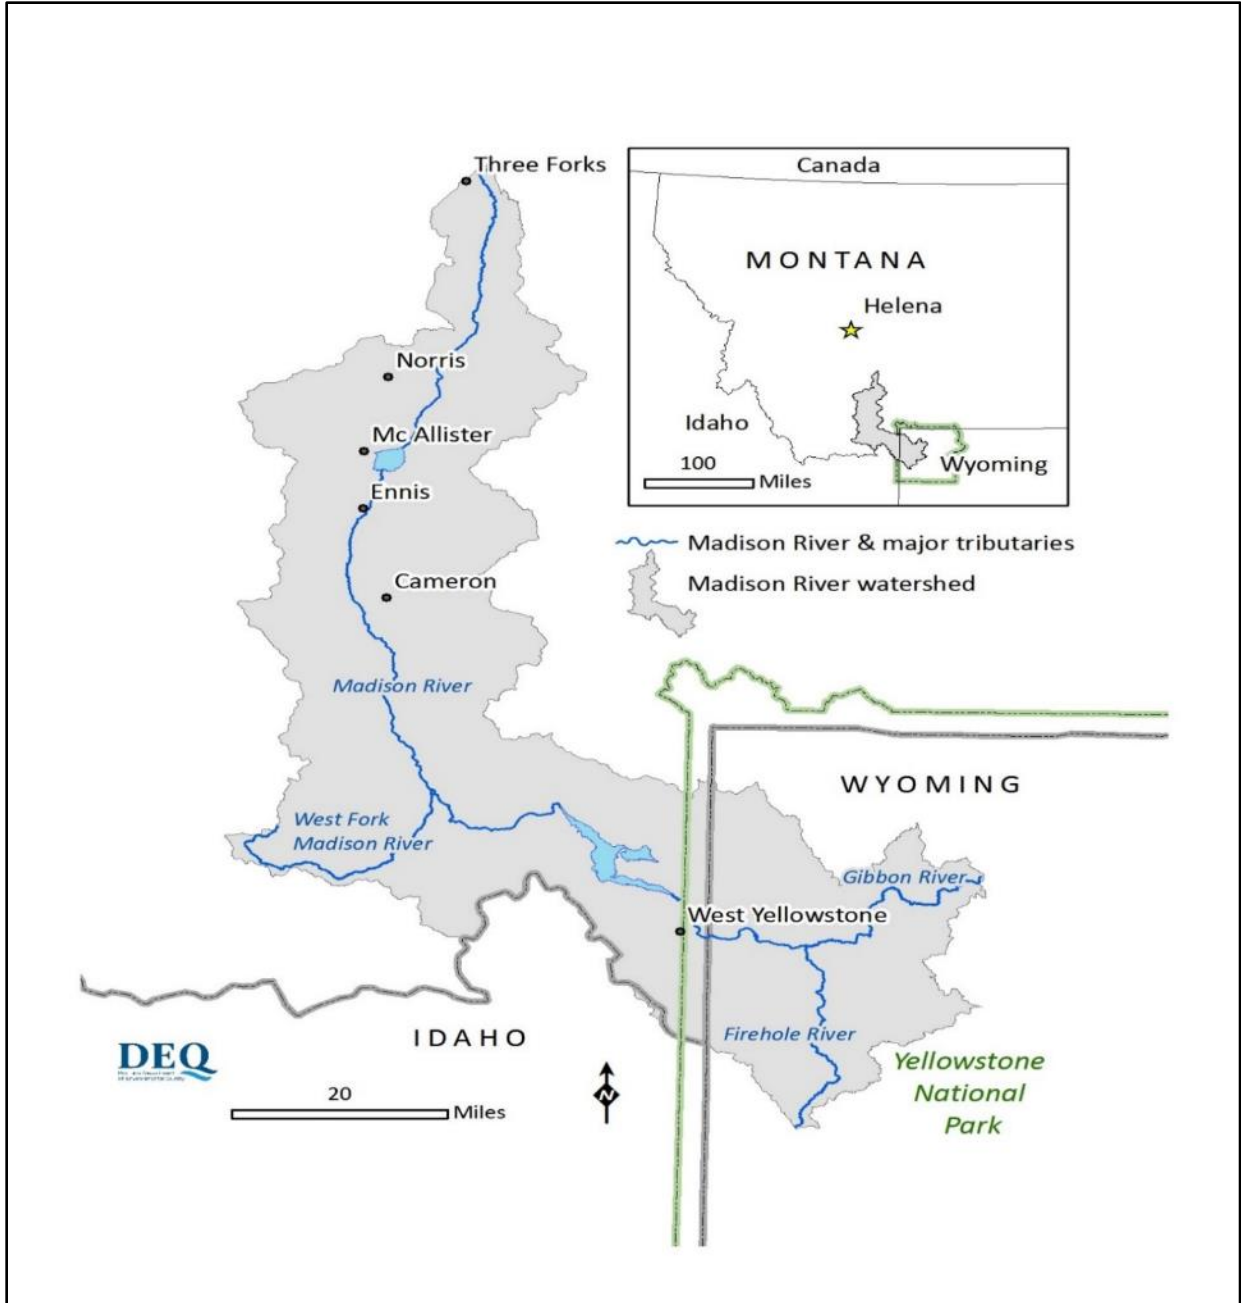 Three Forks
Canada
MONTANA
Helena
Norris
Idaho
Mc Allister
100
Miles
Wyoming
Ennis
Madison River & major tributaries
Cameron
Madison River watershed
Madison River
WYOMING
West Fork
Madison River
Gibbon River
West Yellowstone
IDAHO
Firehole River
DEQ
Yellowstone
National
Park
20
Miles
N